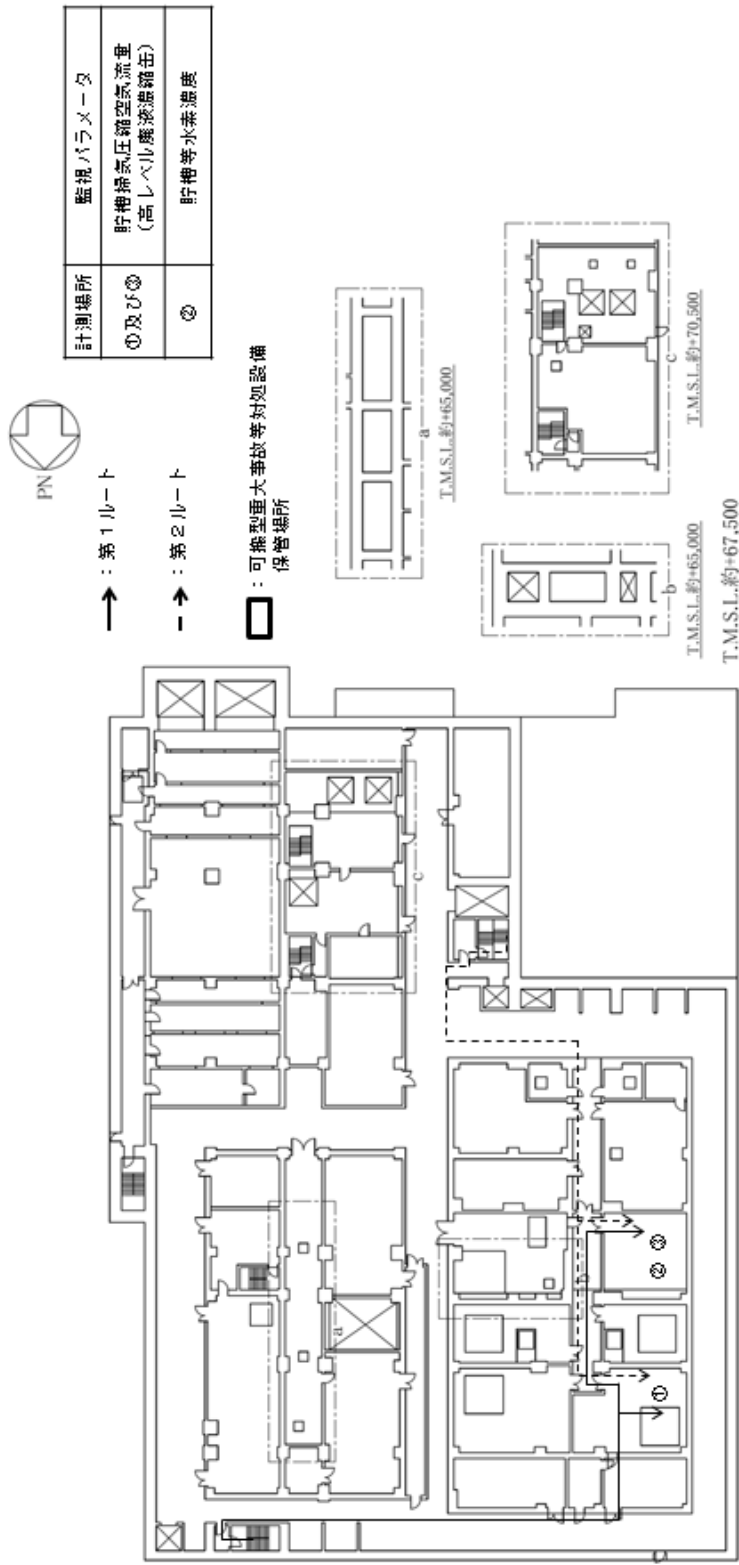 計測場所 監視パラメータ
①及び③ 貯槽掃気圧縮空気流量
(高レベル廃液濃縮缶)
② 貯槽等水素濃度
PN
:第1ルート
:第2ルート
:可搬型重大事故等対処設備
保管場所
a
T.M.S.L.約+65,000
b
T.M.S.L.約+65,000
c
T.M.S.L.約+70,500
T.M.S.L.約+67,500
a
c
①
②
③